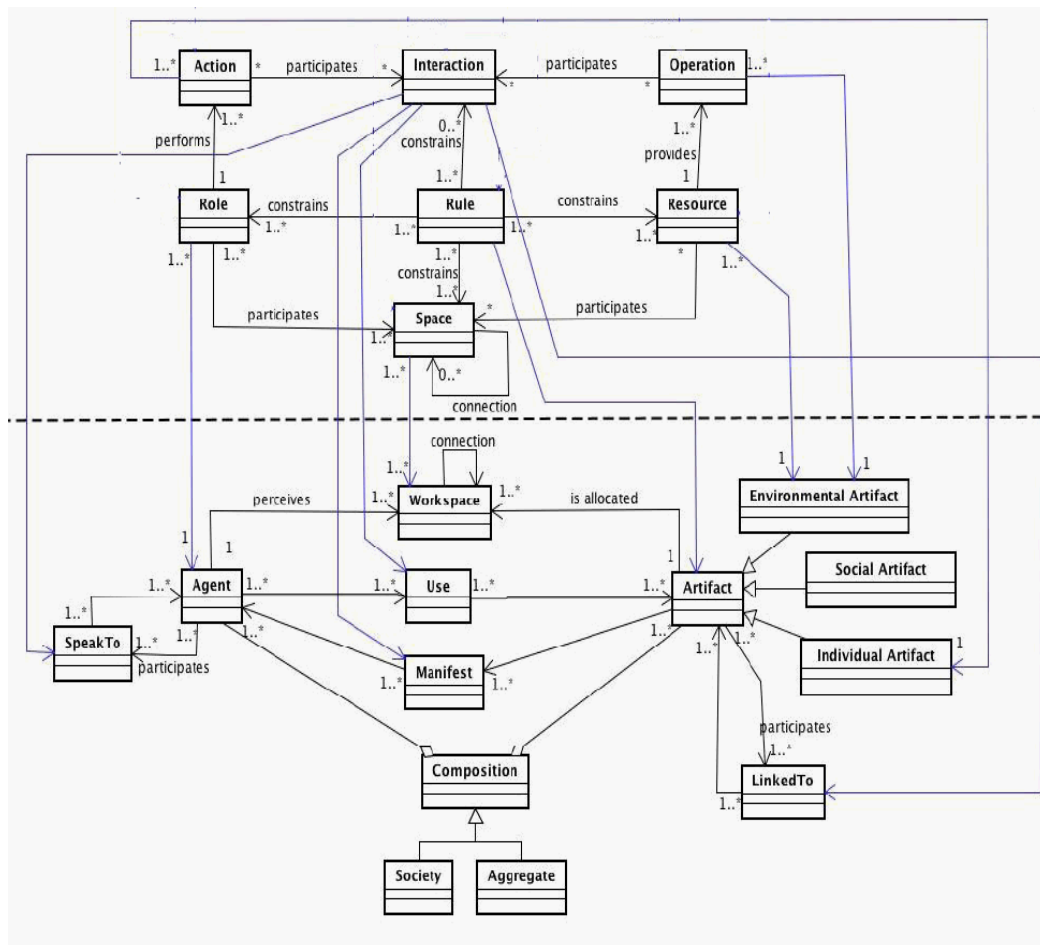 1..* Action * participates * Interaction * participates * Operation 1..*
1..* 0..* 1..*
performs constrains provides
1 1..* 1
Role constrains Rule constrains Resource
1..* 1..* 1..* 1..*
1..* 1..* 1..* * 1..*
constrains
1..*
participates Space * participates
1..*
1..* 0..*
connection
connection
1..* 1 1
perceives 1..* Workspace 1..* is allocated Environmental Artifact
1 1 1
Social Artifact
1..* Agent 1..* 1..* Use 1..* 1..* Artifact
1..*
SpeakTo 1..* 1..* 1..* 1..* 1..* 1..* Individual Artifact 1
participates 1..* Manifest 1..*
participates
1..*
Composition LinkedTo
1..*
Society Aggregate